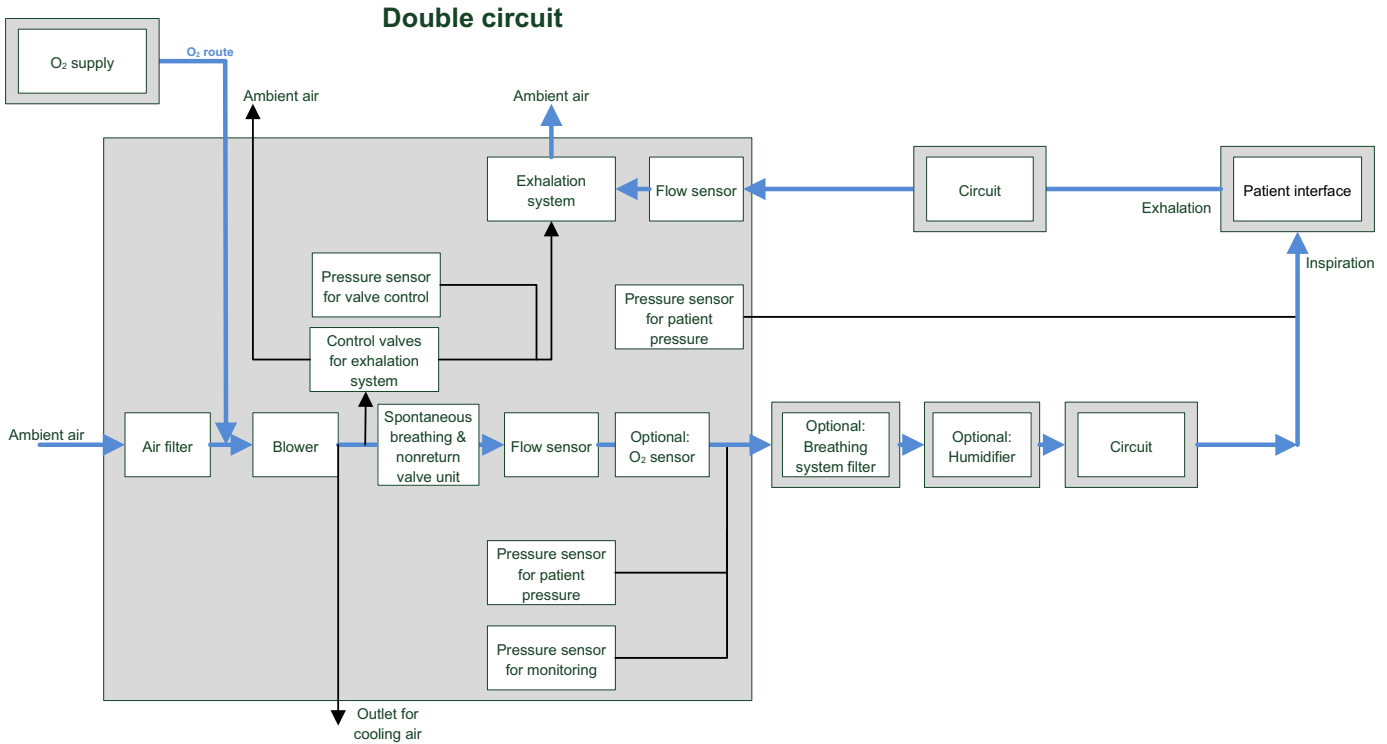 Double circuit
O₂ supply
O₂ route
Ambient air
Ambient air
Exhalation
system
Flow sensor
Circuit
Patient interface
Exhalation
Inspiration
Pressure sensor
for valve control
Pressure sensor
for patient
pressure
Control valves
for exhalation
system
Ambient air
Air filter
Blower
Spontaneous
breathing &
nonreturn
valve unit
Flow sensor
Optional:
O₂ sensor
Optional:
Breathing
system filter
Optional:
Humidifier
Circuit
Pressure sensor
for patient
pressure
Pressure sensor
for monitoring
Outlet for
cooling air